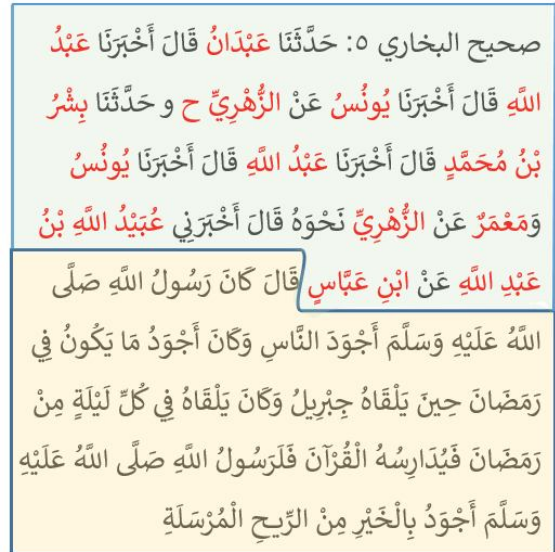 صحيح البخاري ٥: حَدَّثَنَا عَبْدَانُ قَالَ أَخْبَرَنَا عَبْدُ
اللَّهِ قَالَ أَخْبَرَنَا يُونُسُ عَنْ الزُّهْرِيِّ ح و حَدَّثَنَا بِشْرُ
بْنُ مُحَمَّدٍ قَالَ أَخْبَرَنَا عَبْدُ اللَّهِ قَالَ أَخْبَرَنَا يُونُسُ
وَمَعْمَرٌ عَنْ الزُّهْرِيِّ نَحْوَهُ قَالَ أَخْبَرَنِي عُبَيْدُ اللَّهِ بْنُ
عَبْدِ اللَّهِ عَنْ ابْنِ عَبَّاسٍ قَالَ كَانَ رَسُولُ اللَّهِ صَلَّى
اللَّهُ عَلَيْهِ وَسَلَّمَ أَجْوَدَ النَّاسِ وَكَانَ أَجْوَدُ مَا يَكُونُ فِي
رَمَضَانَ حِينَ يَلْقَاهُ جِبْرِيلُ وَكَانَ يَلْقَاهُ فِي كُلِّ لَيْلَةٍ مِنْ
رَمَضَانَ فَيُدَارِسُهُ الْقُرْآنَ فَلَرَسُولُ اللَّهِ صَلَّى اللَّهُ عَلَيْهِ
وَسَلَّمَ أَجْوَدُ بِالْخَيْرِ مِنْ الرِّيحِ الْمُرْسَلَةِ